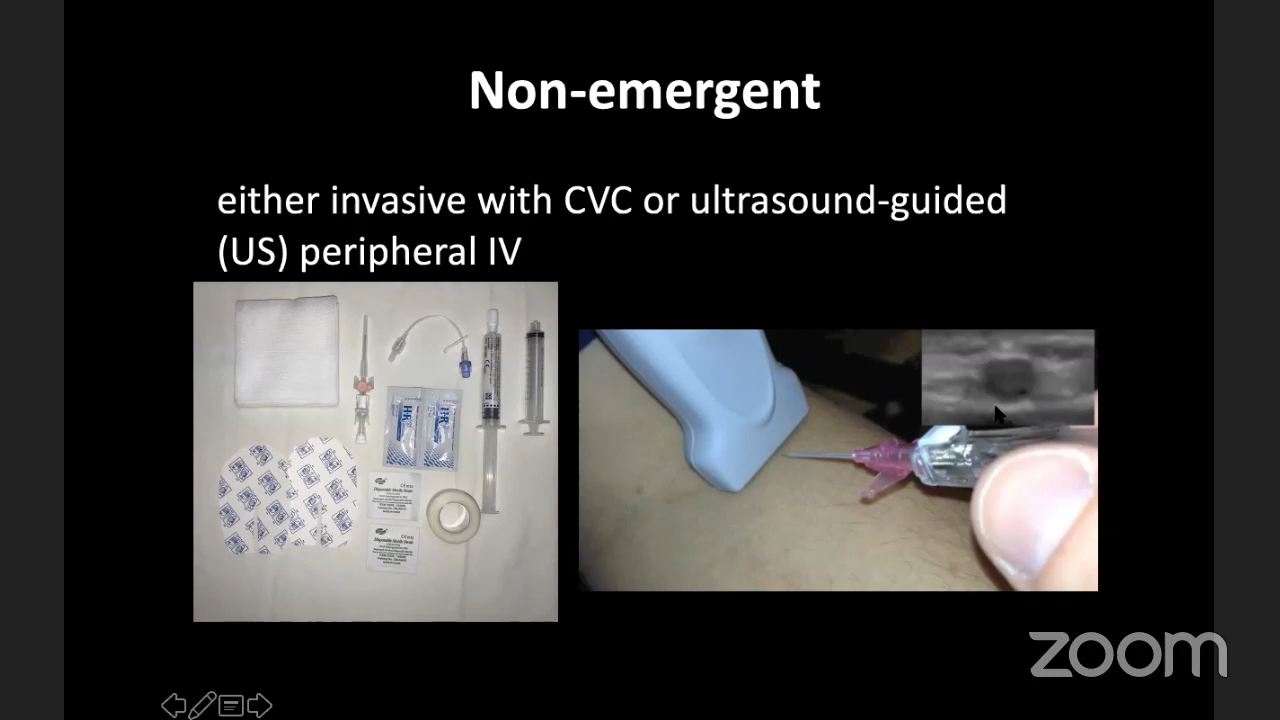 Non-emergent
either invasive with CVC or ultrasound-guided
(US) peripheral IV
zoom